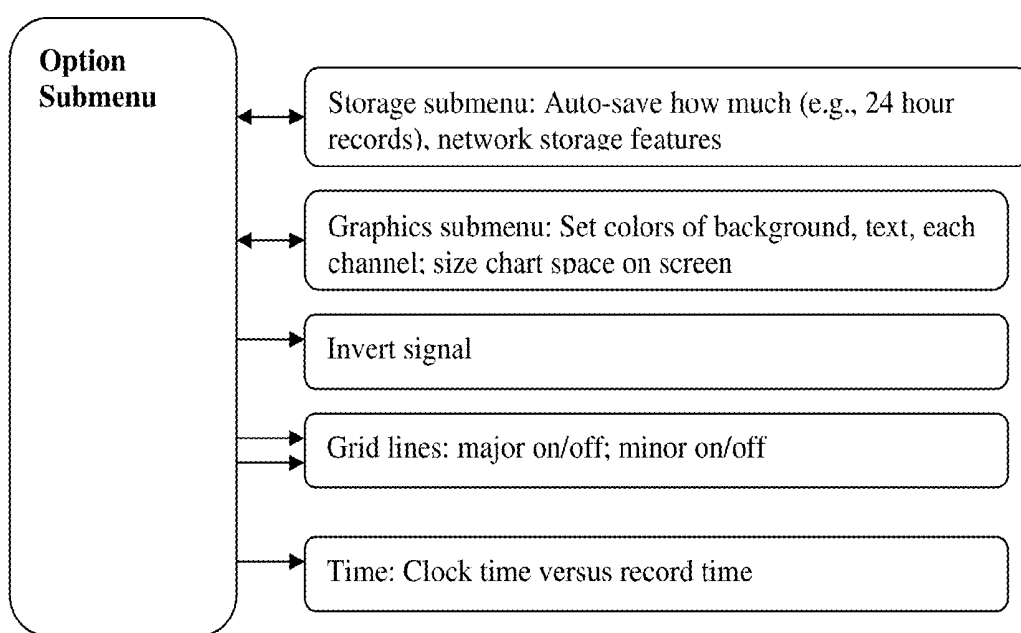 Option
Submenu
Storage submenu: Auto-save how much (e.g., 24 hour
records), network storage features
Graphics submenu: Set colors of background, text, each
channel; size chart space on screen
Invert signal
Grid lines: major on/off; minor on/off
Time: Clock time versus record time